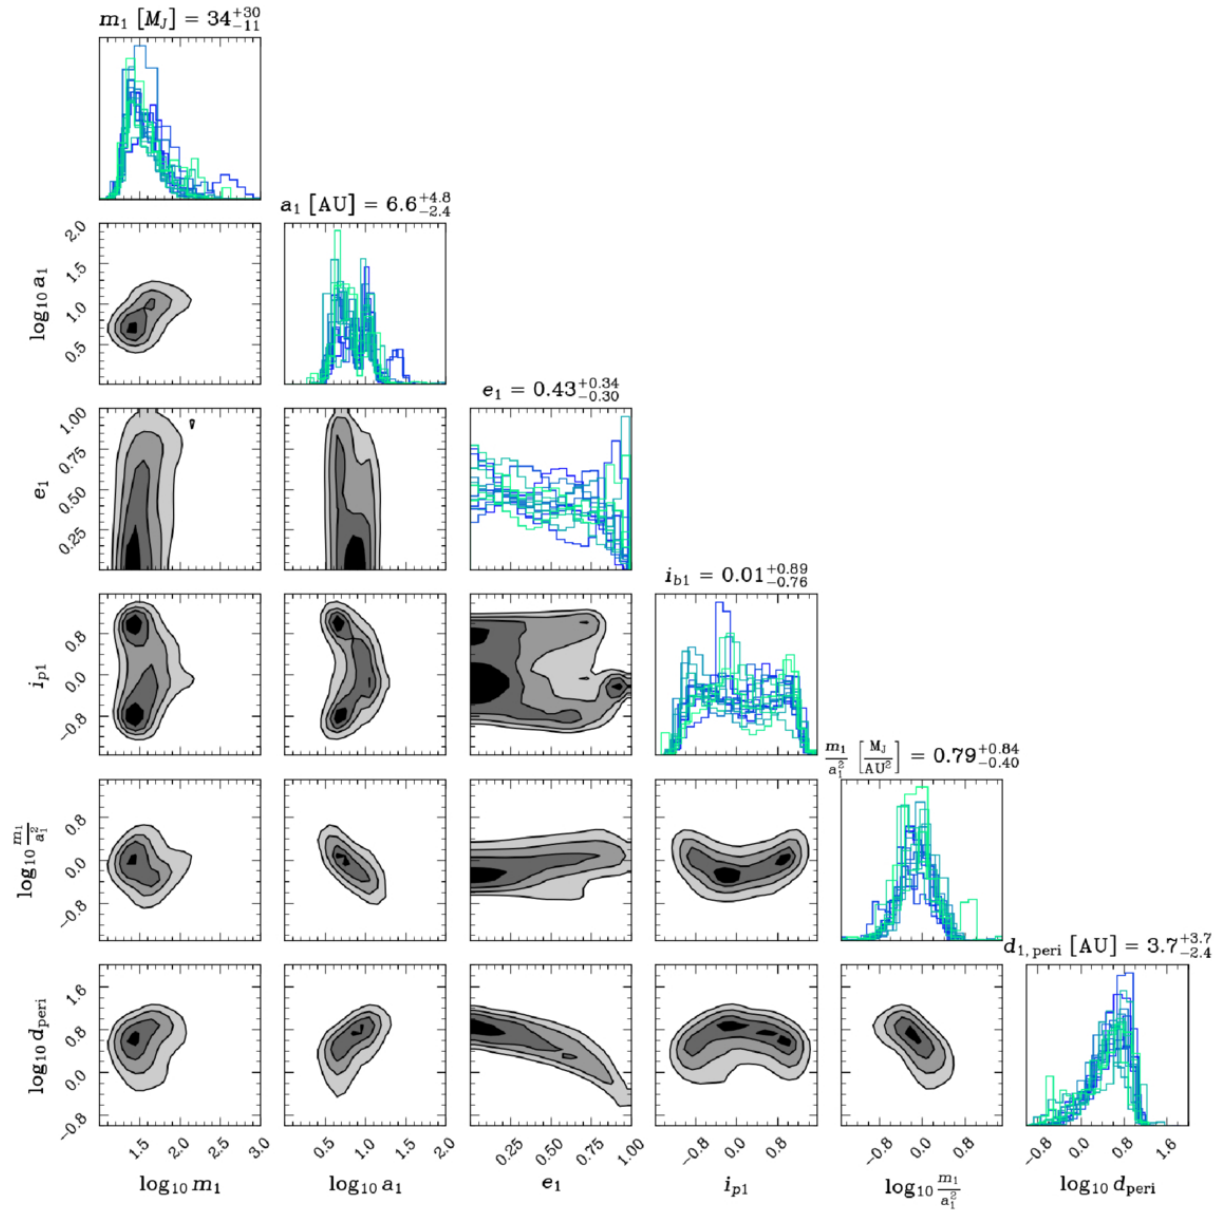 m₁ [M_J] = 34⁺³⁰₋₁₁
a₁ [AU] = 6.6⁺⁴·⁸₋₂.₄
2.0
1.5
1.0
0.5
log₁₀ a₁
e₁ = 0.43⁺⁰·³⁴₋₀.₃₀
1.00
0.75
0.50
0.25
e₁
i_{b1} = 0.01⁺⁰·⁸⁹₋₀.₇₆
0.8
0.0
−0.8
i_{p1}
m₁/a₁² [M_J/AU²] = 0.79⁺⁰·⁸⁴₋₀.₄₀
0.8
0.0
−0.8
log₁₀ m₁/a₁²
d_{1, peri} [AU] = 3.7⁺³·⁷₋₂.₄
1.6
0.8
0.0
−0.8
log₁₀ d_{peri}
1.5 2.0 2.5 3.0 0.5 1.0 1.5 2.0 0.25 0.50 0.75 1.00 −0.8 0.0 0.8 −0.8 0.0 0.8 −0.8 0.0 0.8 1.6
log₁₀ m₁ log₁₀ a₁ e₁ i_{p1} log₁₀ m₁/a₁² log₁₀ d_{peri}